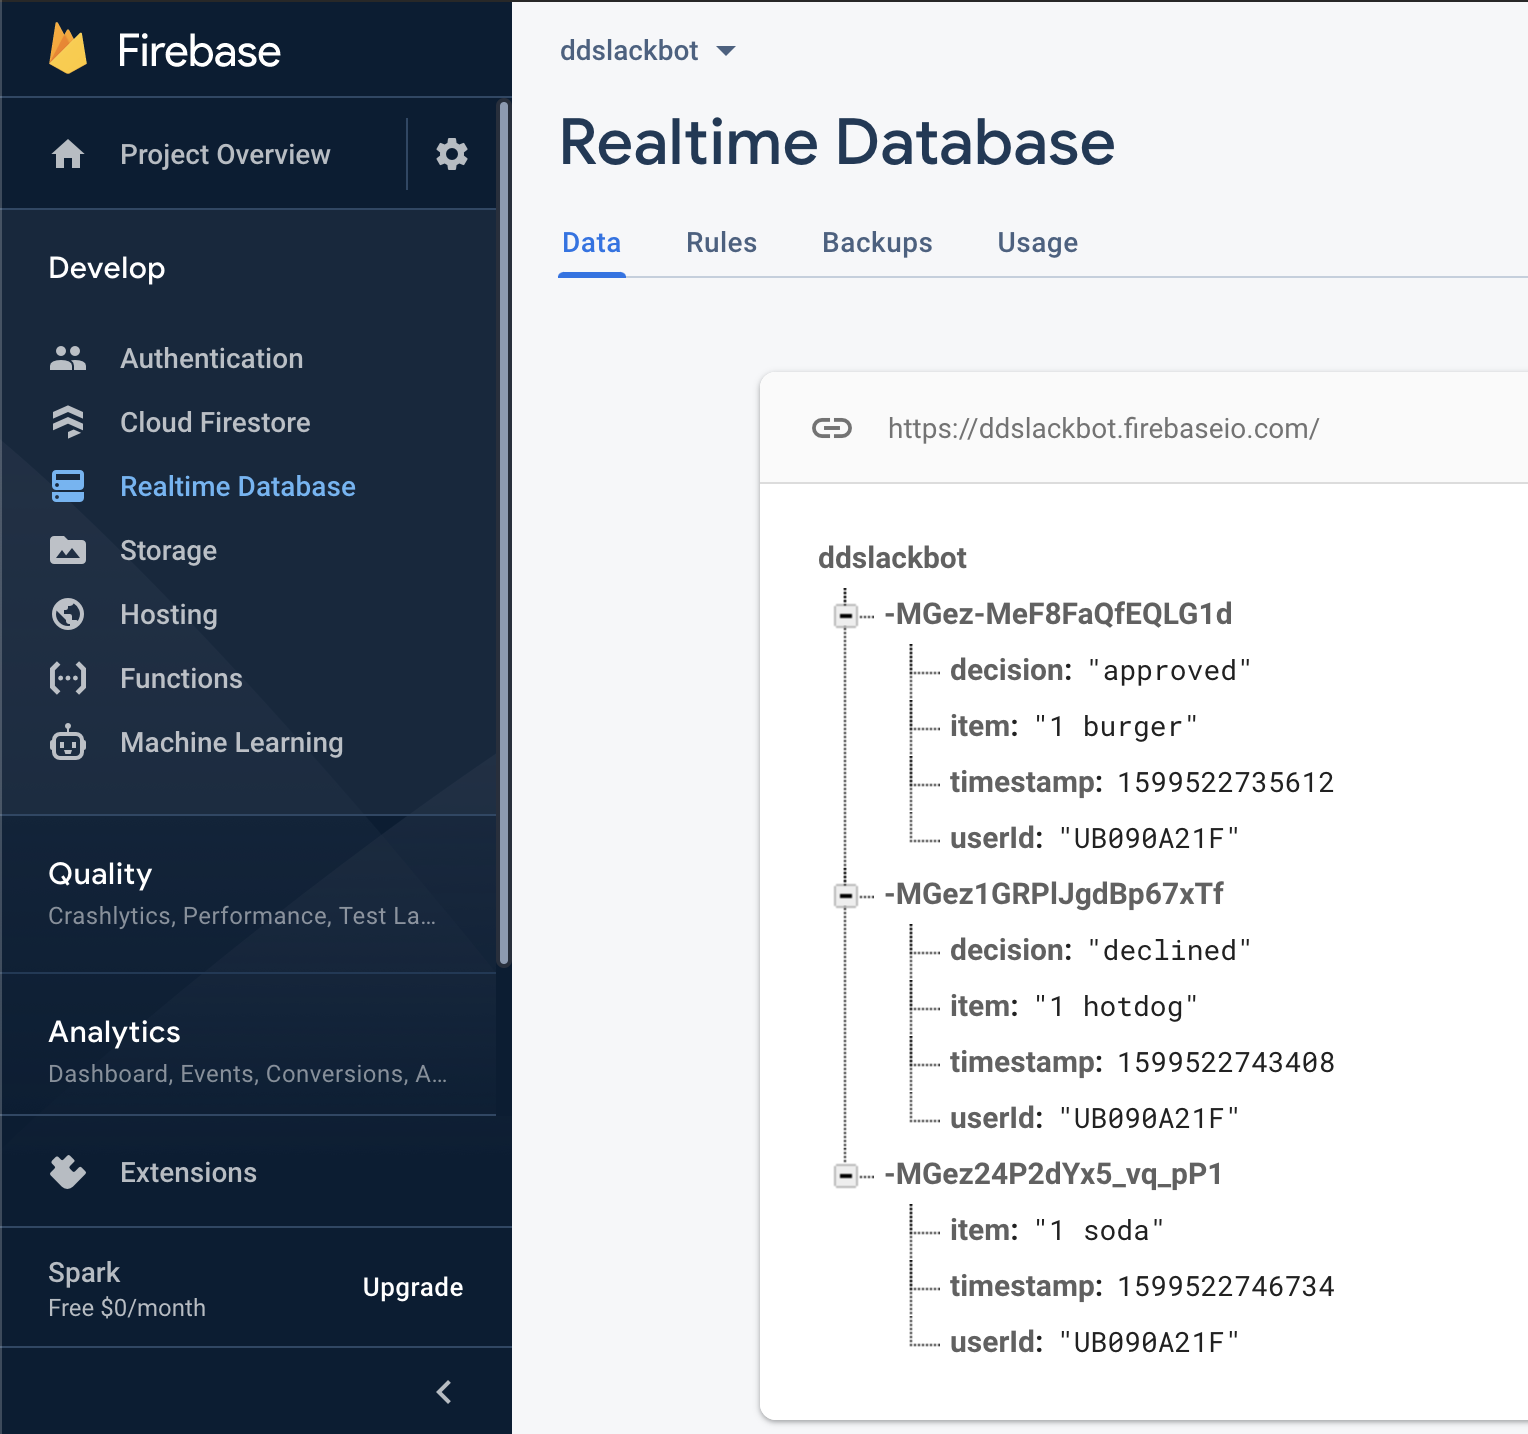 Firebase
Project Overview
Develop
Authentication
Cloud Firestore
Realtime Database
Storage
Hosting
Functions
Machine Learning
Quality
Crashlytics, Performance, Test La...
Analytics
Dashboard, Events, Conversions, A...
Extensions
Spark
Free $0/month
Upgrade
ddslackbot
Realtime Database
Data Rules Backups Usage
https://ddslackbot.firebaseio.com/
ddslackbot
-MGez-MeF8FaQfEQLG1d
decision: "approved"
item: "1 burger"
timestamp: 1599522735612
userId: "UB090A21F"
-MGez1GRPlJgdBp67xTf
decision: "declined"
item: "1 hotdog"
timestamp: 1599522743408
userId: "UB090A21F"
-MGez24P2dYx5_vq_pP1
item: "1 soda"
timestamp: 1599522746734
userId: "UB090A21F"